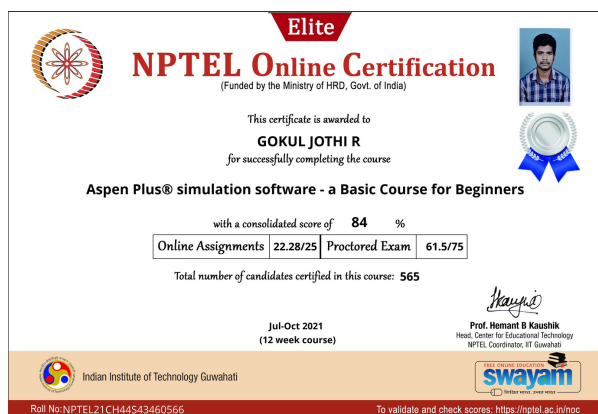 Elite
NPTEL Online Certification
(Funded by the Ministry of HRD, Govt. of India)
This certificate is awarded to
GOKUL JOTHI R
for successfully completing the course
Aspen Plus® simulation software - a Basic Course for Beginners
with a consolidated score of 84 %
Online Assignments 22.28/25 Proctored Exam 61.5/75
Total number of candidates certified in this course: 565
Jul-Oct 2021
(12 week course)
Prof. Hemant B Kaushik
Head, Center for Educational Technology
NPTEL Coordinator, IIT Guwahati
Indian Institute of Technology Guwahati
FREE ONLINE EDUCATION
swayam
शिक्षित भारत, उन्नत भारत
Roll No:NPTEL21CH44S43460566
To validate and check scores: https://nptel.ac.in/noc